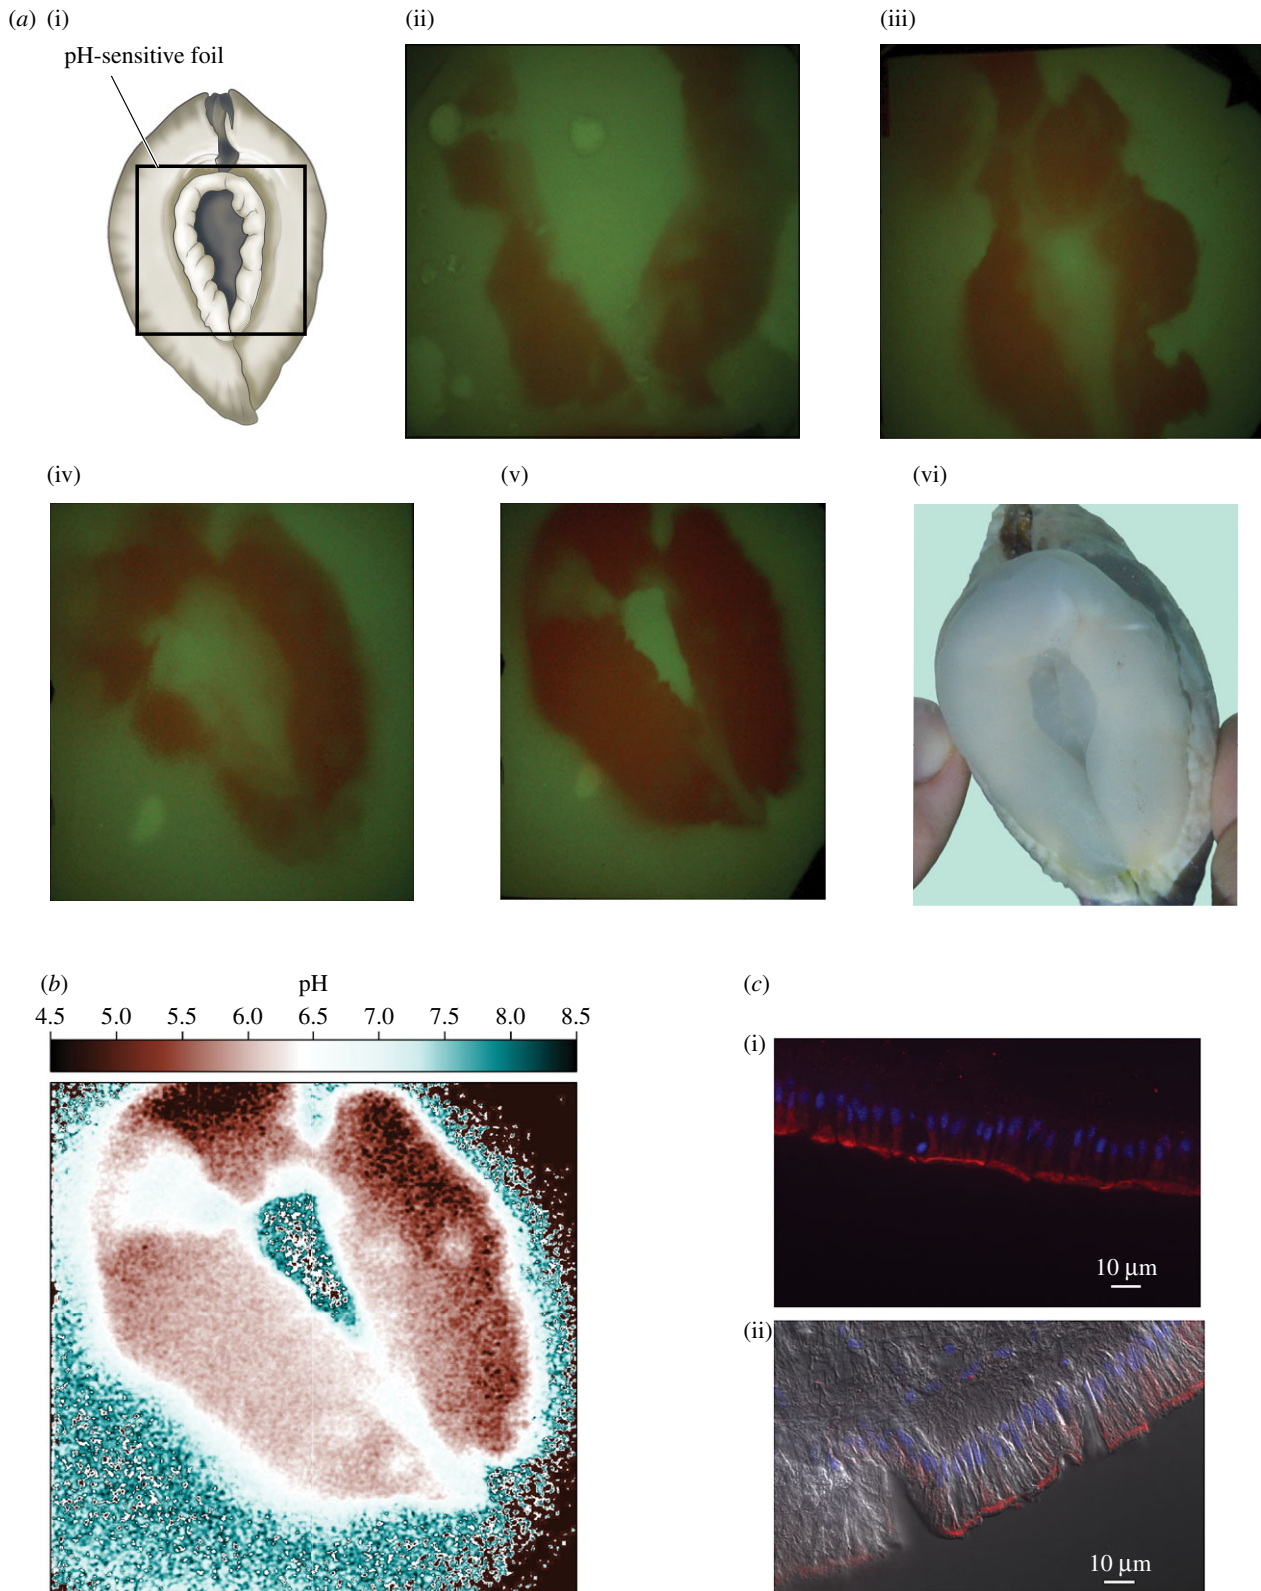 (a) (i)
(ii)
(iii)
pH-sensitive foil
(iv)
(v)
(vi)
(b)
pH
4.5 5.0 5.5 6.0 6.5 7.0 7.5 8.0 8.5
(c)
(i)
10 µm
(ii)
10 µm